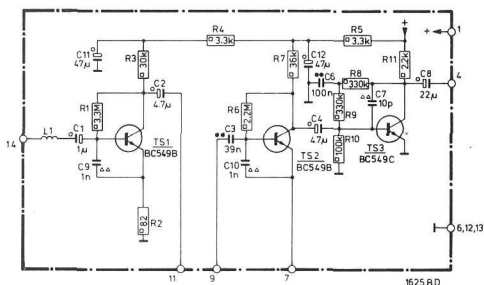 R4
3,3k
R5
3,3k
+
+
1
C11
47µ
R3
30k
R7
36k
C12
47µ
R11
2,2k
C2
4.7µ
C6
100n
R8
330k
C8
22µ
4
R1
3,3M
R6
2,2M
R9
330k
C7
10p
14
L1
C1
1µ
TS1
BC549B
C3
39n
C4
47µ
R10
100k
TS3
BC549C
C9
1n
C10
1n
TS2
BC549B
82
R2
6,12,13
11
9
7
1625 BD